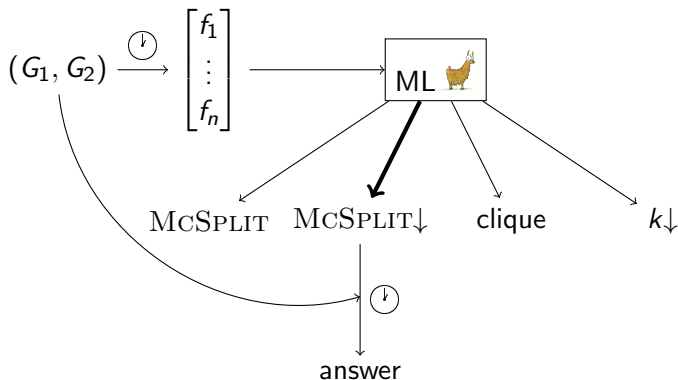 (G₁, G₂)
f₁
⋮
fₙ
ML
MCSPLIT
MCSPLIT↓
clique
k↓
answer